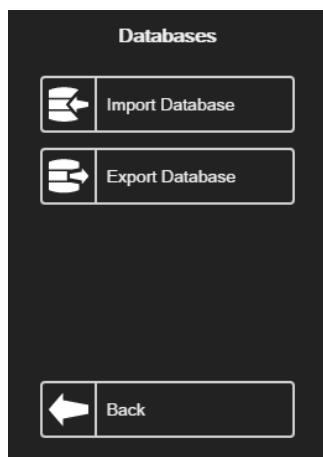 Databases
Import Database
Export Database
Back